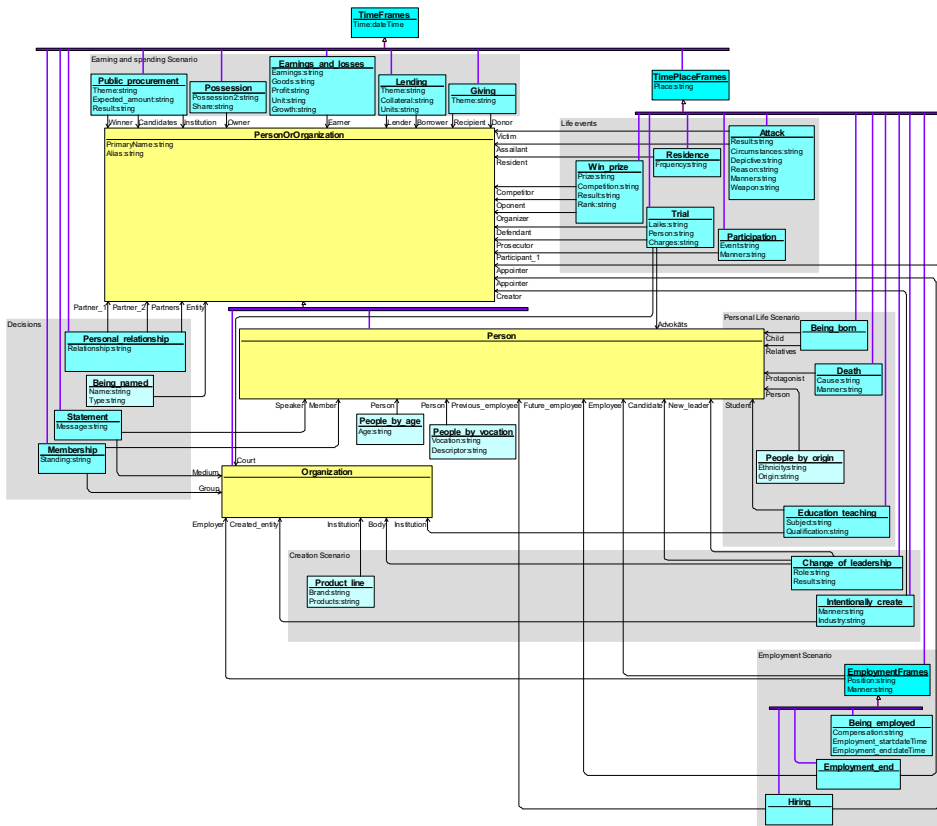 TimeFrames
Time:dateTime
Earning and spending Scenario
Public_procurement
Theme:string
Expected_amount:string
Result:string
Possession
Possession2:string
Share:string
Earnings_and_losses
Earnings:string
Goods:string
Profit:string
Unit:string
Growth:string
Lending
Theme:string
Collateral:string
Units:string
Giving
Theme:string
TimePlaceFrames
Place:string
Winner
Candidates
Institution
Owner
Earner
Lender
Borrower
Recipient
Donor
PersonOrOrganization
PrimaryName:string
Alias:string
Life events
Victim
Assailant
Resident
Competitor
Oponent
Organizer
Defendant
Prosecutor
Participant_1
Appointer
Appointer
Creator
Attack
Result:string
Circumstances:string
Depictive:string
Reason:string
Manner:string
Weapon:string
Residence
Frquency:string
Win_prize
Prize:string
Competition:string
Result:string
Rank:string
Trial
Laiks:string
Person:string
Charges:string
Participation
Event:string
Manner:string
Partner_1
Partner_2
Partners
Entity
Decisions
Personal_relationship
Relationship:string
Being_named
Name:string
Type:string
Statement
Message:string
Membership
Standing:string
Advokāts
Person
Personal Life Scenario
Being_born
Child
Relatives
Death
Cause:string
Manner:string
Protagonist
Person
Speaker
Member
Person
Person
Previous_employee
Future_employee
Employee
Candidate
New_leader
Student
People_by_age
Age:string
People_by_vocation
Vocation:string
Descriptor:string
People_by_origin
Ethnicity:string
Origin:string
Court
Organization
Medium
Group
Education_teaching
Subject:string
Qualification:string
Employer
Created_entity
Institution
Body
Institution
Creation Scenario
Product_line
Brand:string
Products:string
Change_of_leadership
Role:string
Result:string
Intentionally_create
Manner:string
Industry:string
Employment Scenario
EmploymentFrames
Position:string
Manner:string
Being_employed
Compensation:string
Employment_start:dateTime
Employment_end:dateTime
Employment_end
Hiring